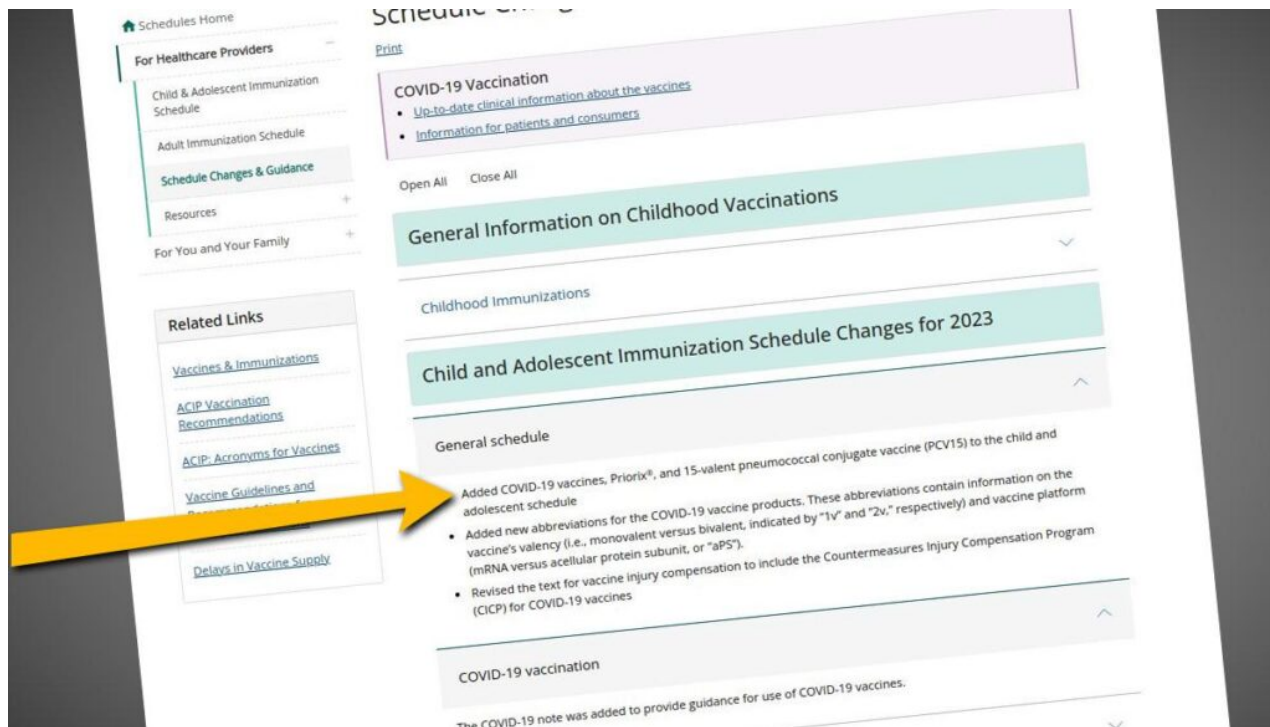 Schedules Home
For Healthcare Providers
Child & Adolescent Immunization
Schedule
Adult Immunization Schedule
Schedule Changes & Guidance
Resources
For You and Your Family
Related Links
Vaccines & Immunizations
ACIP Vaccination
Recommendations
ACIP: Acronyms for Vaccines
Vaccine Guidelines and
Delays in Vaccine Supply
Schedule
Print
COVID-19 Vaccination
• Up-to-date clinical information about the vaccines
• Information for patients and consumers
Open All Close All
General Information on Childhood Vaccinations
Childhood Immunizations
Child and Adolescent Immunization Schedule Changes for 2023
General schedule
Added COVID-19 vaccines, Priorix®, and 15-valent pneumococcal conjugate vaccine (PCV15) to the child and
adolescent schedule
• Added new abbreviations for the COVID-19 vaccine products. These abbreviations contain information on the
vaccine's valency (i.e., monovalent versus bivalent, indicated by "1v" and "2v," respectively) and vaccine platform
(mRNA versus acellular protein subunit, or "aPS").
• Revised the text for vaccine injury compensation to include the Countermeasures Injury Compensation Program
(CICP) for COVID-19 vaccines
COVID-19 vaccination
The COVID-19 note was added to provide guidance for use of COVID-19 vaccines.